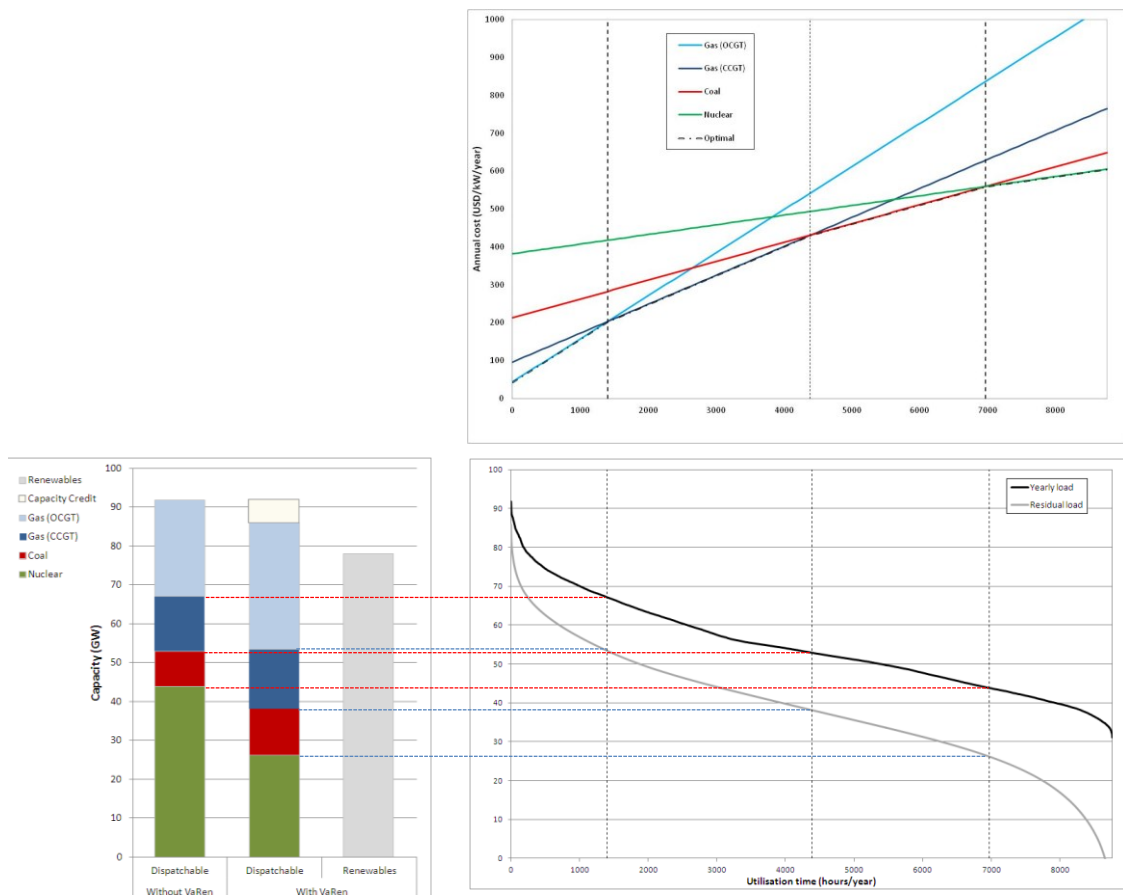 1000
900
800
700
600
500
400
300
200
100
0
Annual cost (USD/kW/year)
Gas (OCGT)
Gas (CCGT)
Coal
Nuclear
Optimal
0 1000 2000 3000 4000 5000 6000 7000 8000
Renewables
Capacity Credit
Gas (OCGT)
Gas (CCGT)
Coal
Nuclear
100
90
80
70
60
50
40
30
20
10
0
Capacity (GW)
Dispatchable Dispatchable Renewables
Without VaRen With VaRen
100
90
80
70
60
50
40
30
20
10
0
Yearly load
Residual load
0 1000 2000 3000 4000 5000 6000 7000 8000
Utilisation time (hours/year)